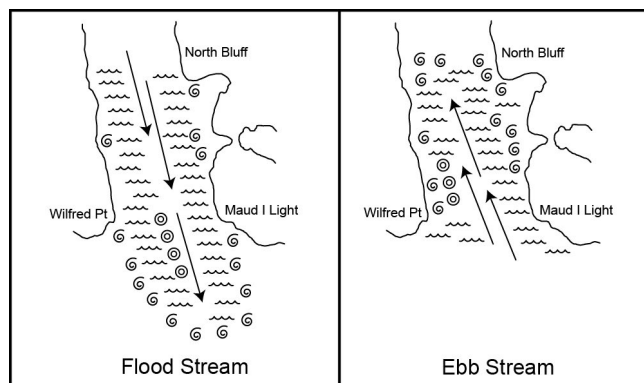 North Bluff
Wilfred Pt
Maud I Light
Flood Stream
North Bluff
Wilfred Pt
Maud I Light
Ebb Stream